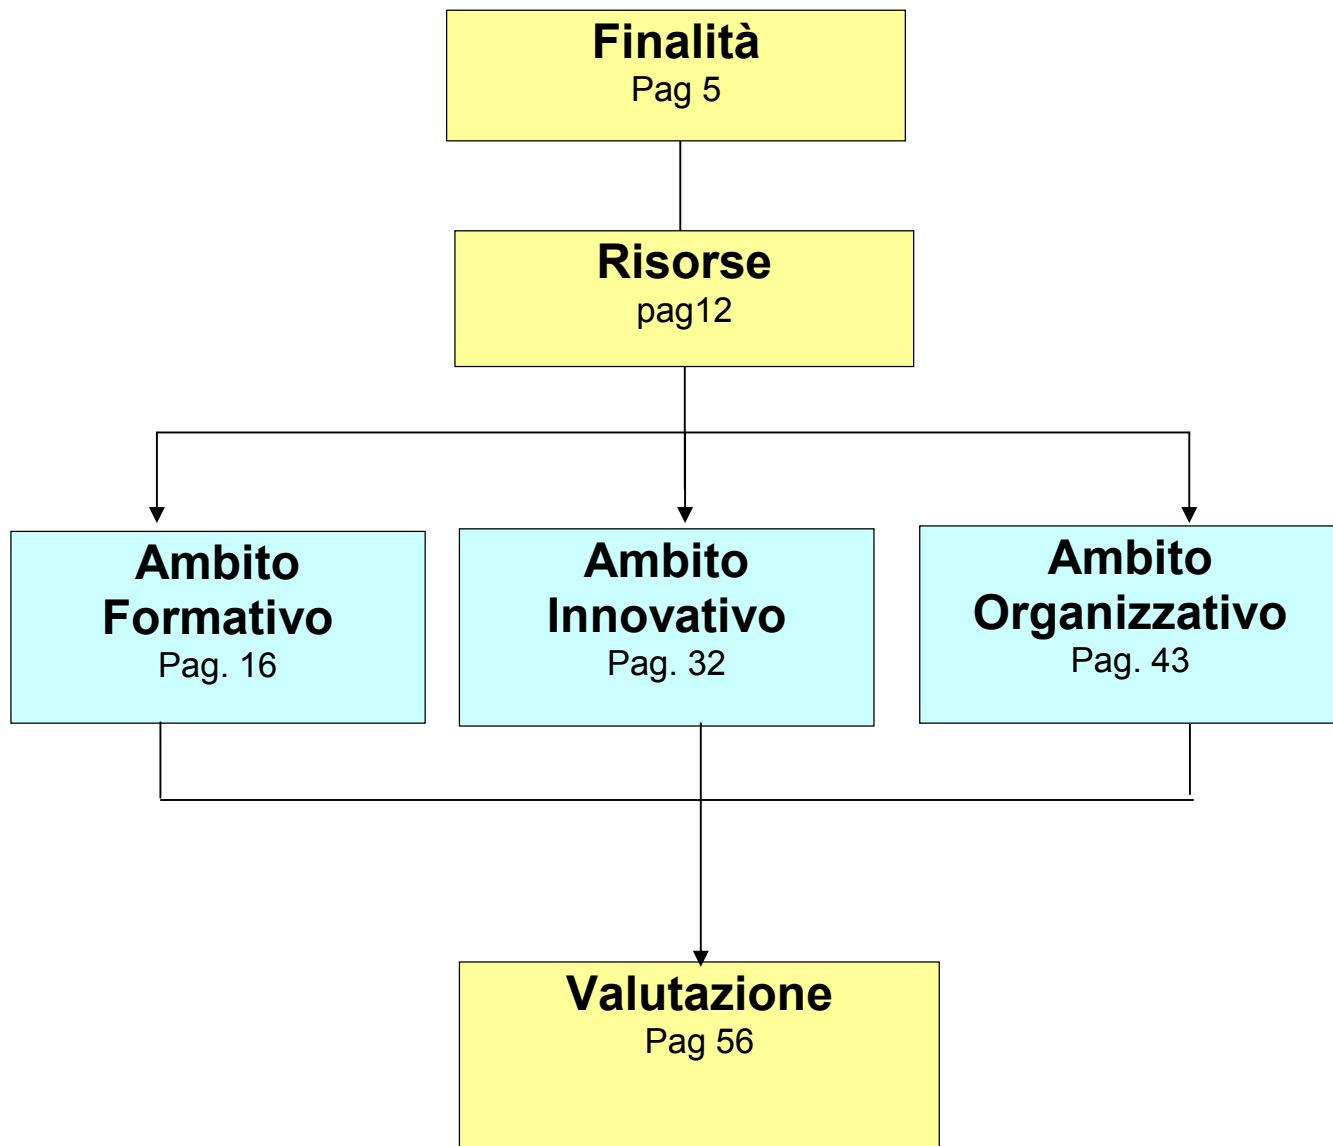 Finalità
Pag 5
Risorse
pag12
Ambito
Formativo
Pag. 16
Ambito
Innovativo
Pag. 32
Ambito
Organizzativo
Pag. 43
Valutazione
Pag 56